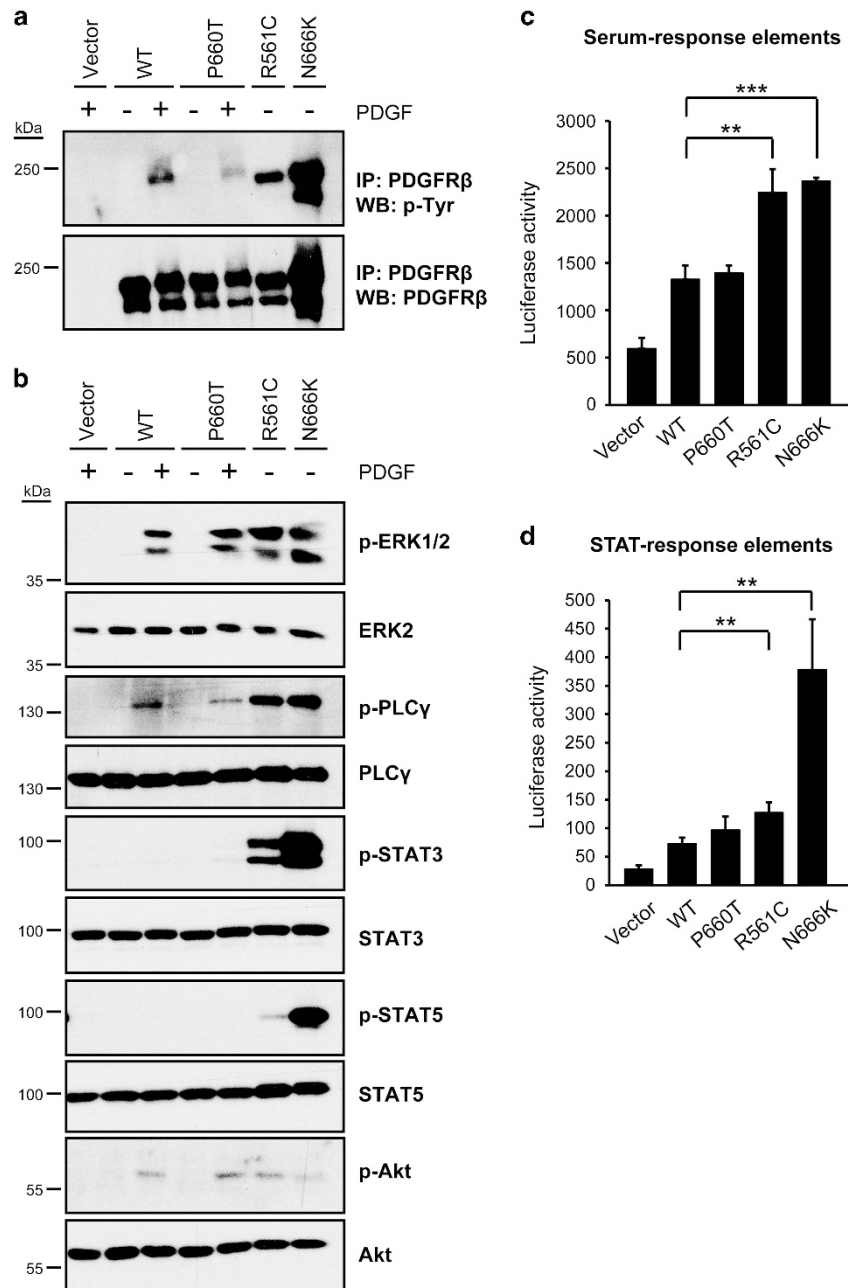 a
Vector
WT
P660T
R561C
N666K
+ - + - + - - PDGF
kDa
250
IP: PDGFRβ
WB: p-Tyr
250
IP: PDGFRβ
WB: PDGFRβ
b
Vector
WT
P660T
R561C
N666K
+ - + - + - - PDGF
kDa
p-ERK1/2
35
ERK2
35
p-PLCγ
130
PLCγ
130
100
p-STAT3
100
STAT3
100
p-STAT5
100
STAT5
p-Akt
55
Akt
55
c
Serum-response elements
***
**
3000
2500
2000
1500
1000
500
0
Luciferase activity
Vector
WT
P660T
R561C
N666K
d
STAT-response elements
**
**
500
450
400
350
300
250
200
150
100
50
0
Luciferase activity
Vector
WT
P660T
R561C
N666K